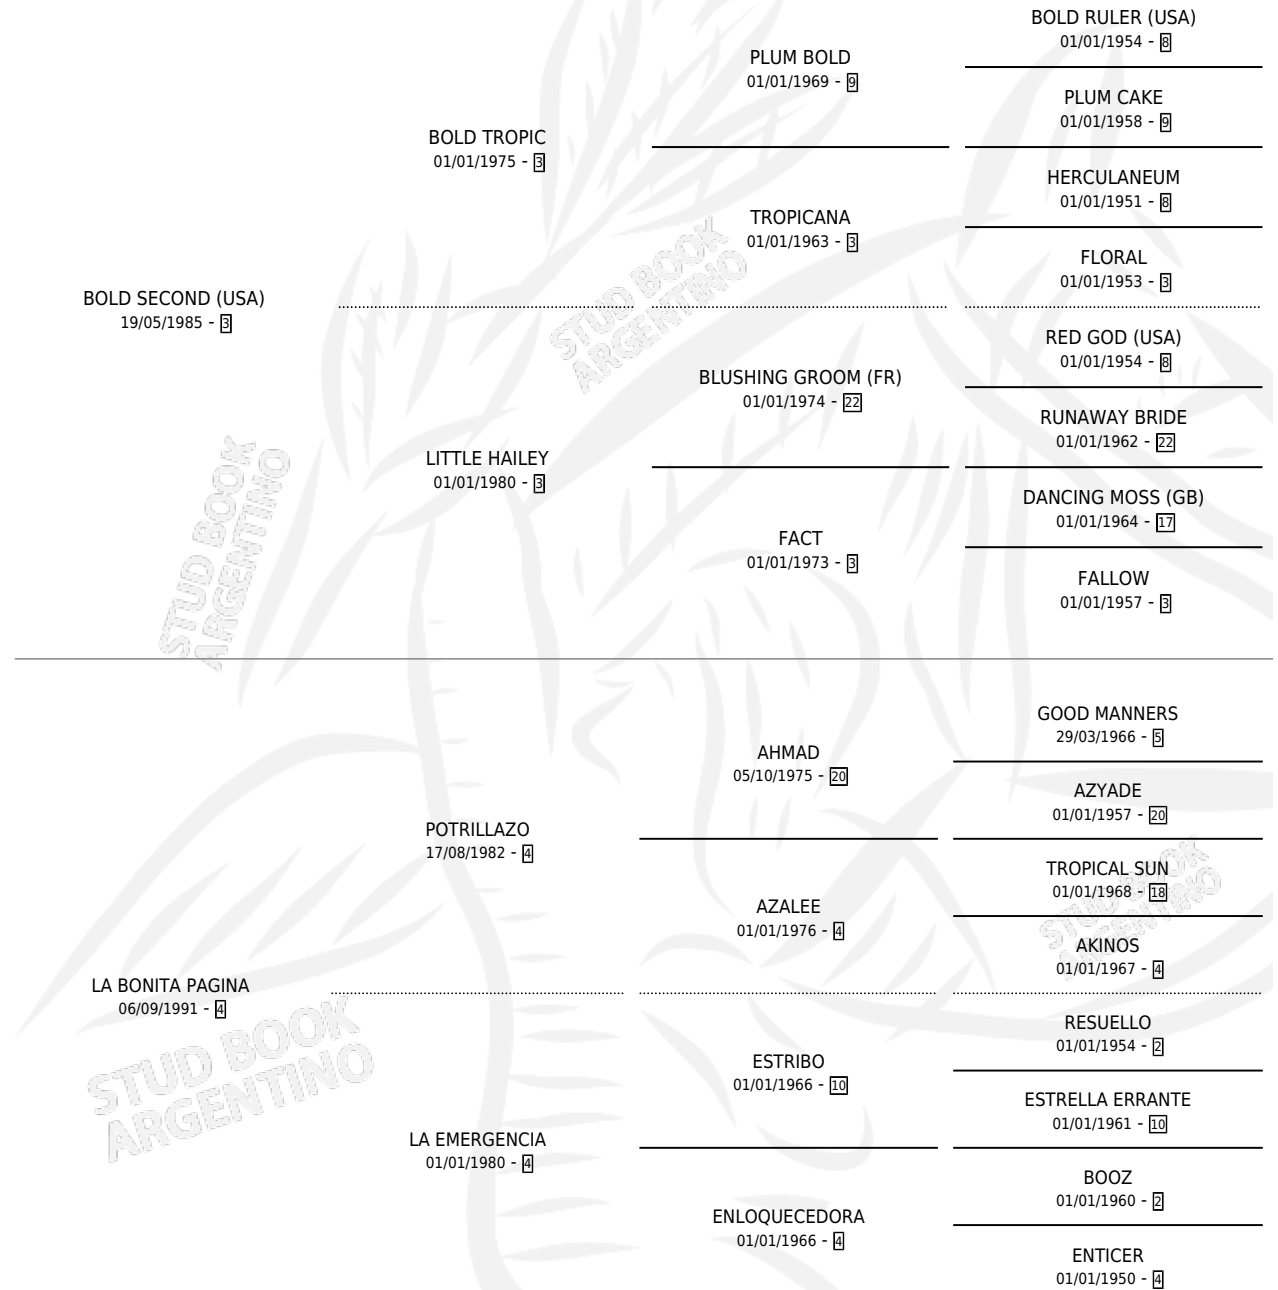 BOLD RULER (USA)
01/01/1954 - 8
PLUM BOLD
01/01/1969 - 9
PLUM CAKE
01/01/1958 - 9
BOLD TROPIC
01/01/1975 - 3
HERCULANEUM
01/01/1951 - 8
TROPICANA
01/01/1963 - 3
FLORAL
01/01/1953 - 3
BOLD SECOND (USA)
19/05/1985 - 3
RED GOD (USA)
01/01/1954 - 8
BLUSHING GROOM (FR)
01/01/1974 - 22
RUNAWAY BRIDE
01/01/1962 - 22
LITTLE HAILEY
01/01/1980 - 3
DANCING MOSS (GB)
01/01/1964 - 17
FACT
01/01/1973 - 3
FALLOW
01/01/1957 - 3
GOOD MANNERS
29/03/1966 - 5
AHMAD
05/10/1975 - 20
AZYADE
01/01/1957 - 20
POTRILLAZO
17/08/1982 - 4
TROPICAL SUN
01/01/1968 - 18
AZALEE
01/01/1976 - 4
AKINOS
01/01/1967 - 4
LA BONITA PAGINA
06/09/1991 - 4
RESUELLO
01/01/1954 - 2
ESTRIBO
01/01/1966 - 10
ESTRELLA ERRANTE
01/01/1961 - 10
LA EMERGENCIA
01/01/1980 - 4
BOOZ
01/01/1960 - 2
ENLOQUECEDORA
01/01/1966 - 4
ENTICER
01/01/1950 - 4
STUD BOOK
ARGENTINO
STUD BOOK
ARGENTINO
STUD BOOK
ARGENTINO
STUD BOOK
ARGENTINO